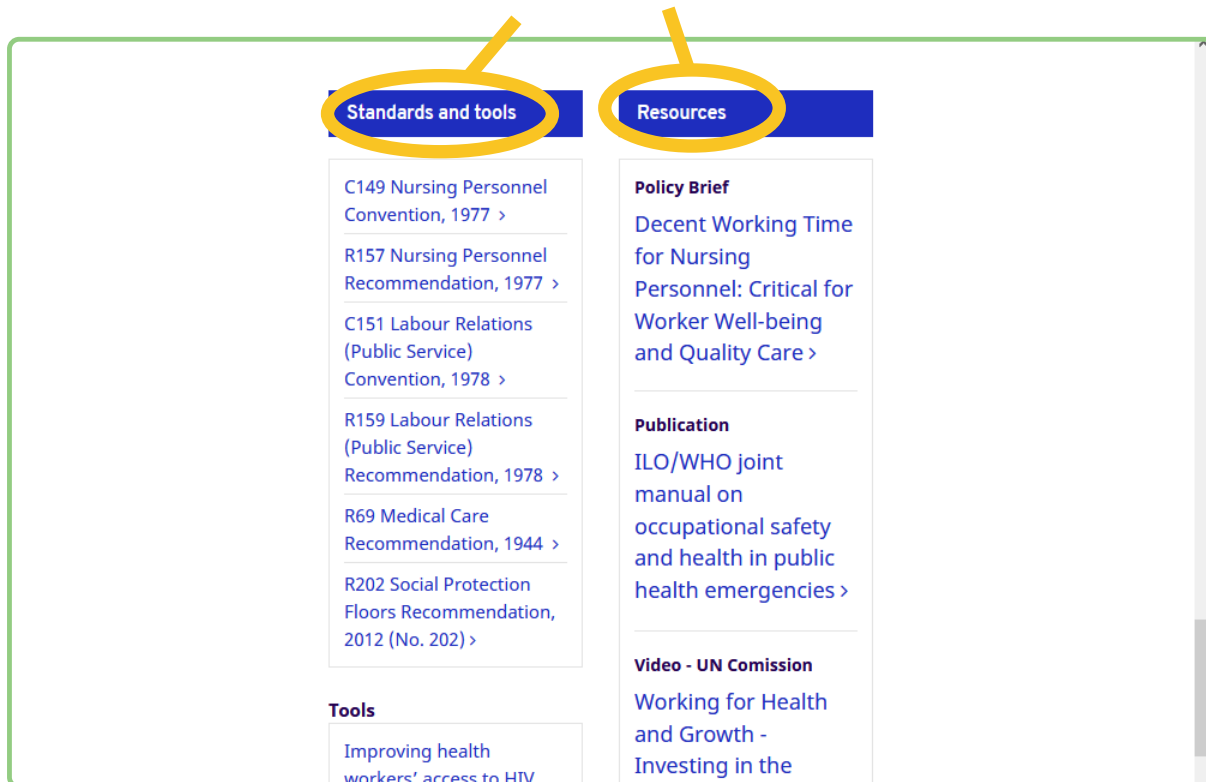 Standards and tools
C149 Nursing Personnel
Convention, 1977 >
R157 Nursing Personnel
Recommendation, 1977 >
C151 Labour Relations
(Public Service)
Convention, 1978 >
R159 Labour Relations
(Public Service)
Recommendation, 1978 >
R69 Medical Care
Recommendation, 1944 >
R202 Social Protection
Floors Recommendation,
2012 (No. 202) >
Tools
Improving health
workers’ access to HIV
Resources
Policy Brief
Decent Working Time
for Nursing
Personnel: Critical for
Worker Well-being
and Quality Care >
Publication
ILO/WHO joint
manual on
occupational safety
and health in public
health emergencies >
Video - UN Comission
Working for Health
and Growth -
Investing in the